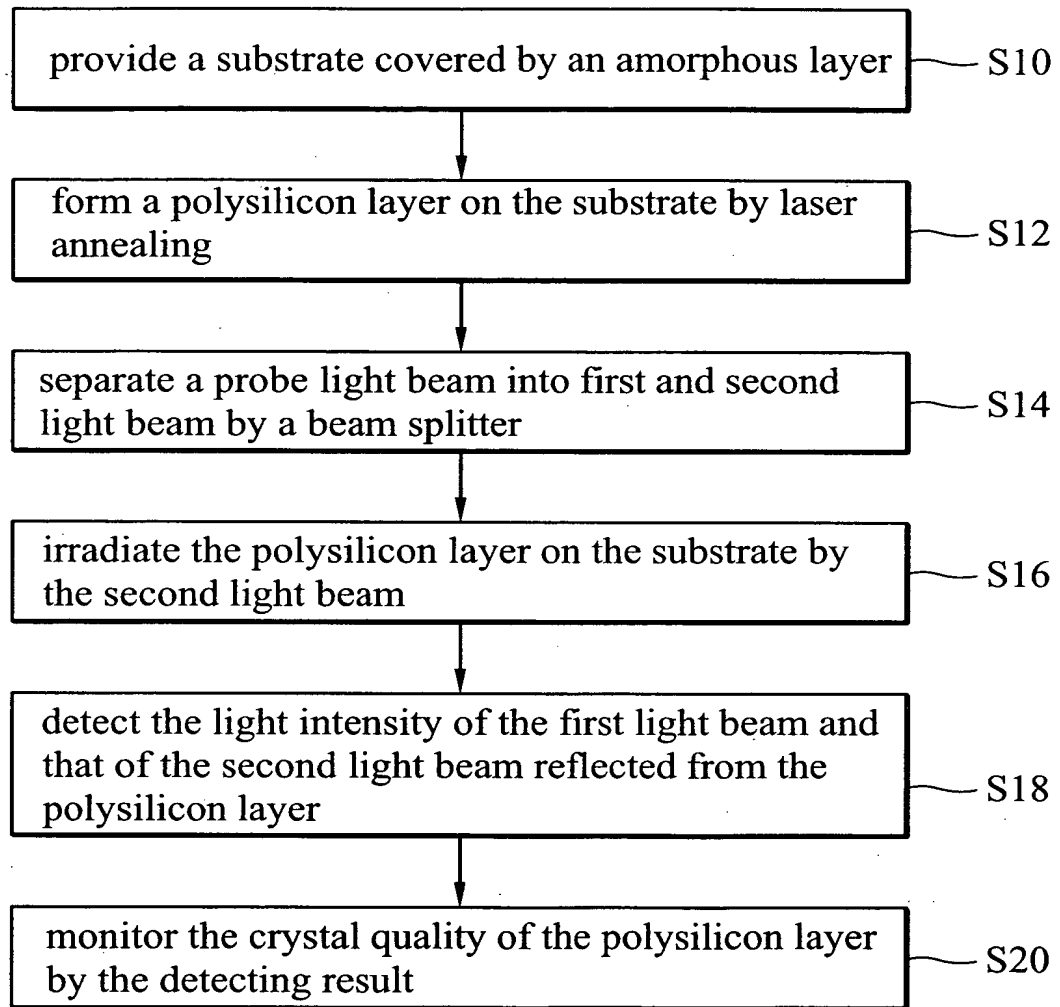 provide a substrate covered by an amorphous layer
S10
form a polysilicon layer on the substrate by laser
annealing
S12
separate a probe light beam into first and second
light beam by a beam splitter
S14
irradiate the polysilicon layer on the substrate by
the second light beam
S16
detect the light intensity of the first light beam and
that of the second light beam reflected from the
polysilicon layer
S18
monitor the crystal quality of the polysilicon layer
by the detecting result
S20